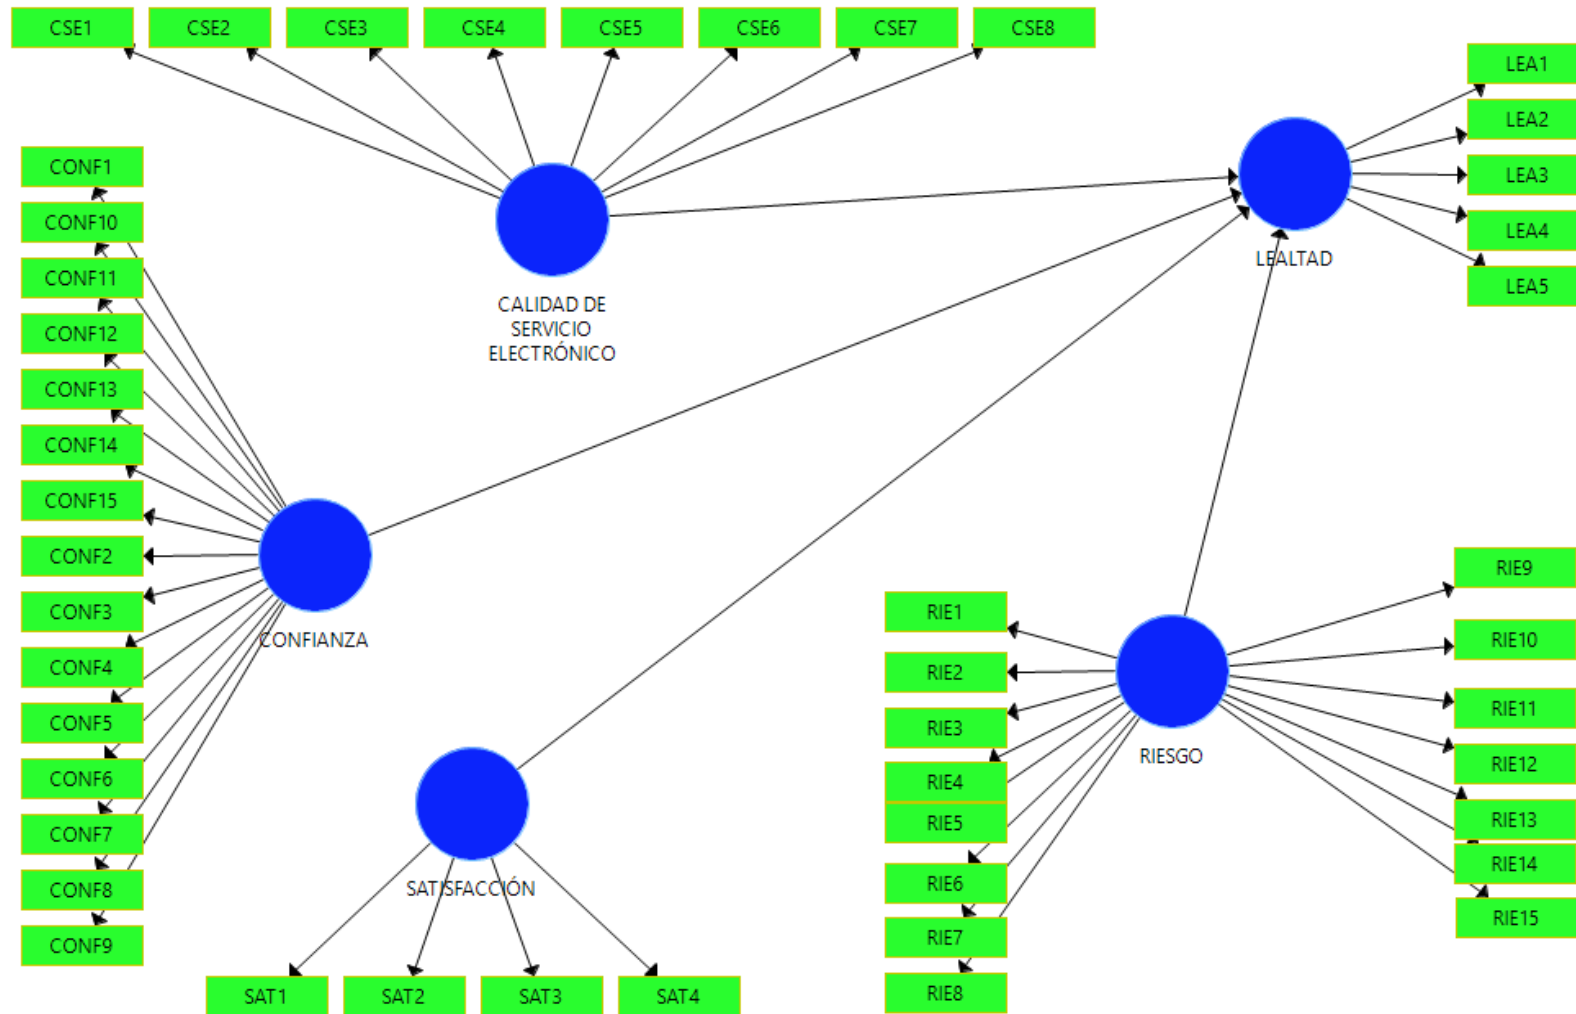 CSE1
CSE2
CSE3
CSE4
CSE5
CSE6
CSE7
CSE8
LEA1
LEA2
LEA3
LEA4
LEA5
LEALTAD
CALIDAD DE
SERVICIO
ELECTRÓNICO
CONF1
CONF10
CONF11
CONF12
CONF13
CONF14
CONF15
CONF2
CONF3
CONF4
CONF5
CONF6
CONF7
CONF8
CONF9
CONFIANZA
SATISFACCIÓN
SAT1
SAT2
SAT3
SAT4
RIE1
RIE2
RIE3
RIE4
RIE5
RIE6
RIE7
RIE8
RIESGO
RIE9
RIE10
RIE11
RIE12
RIE13
RIE14
RIE15